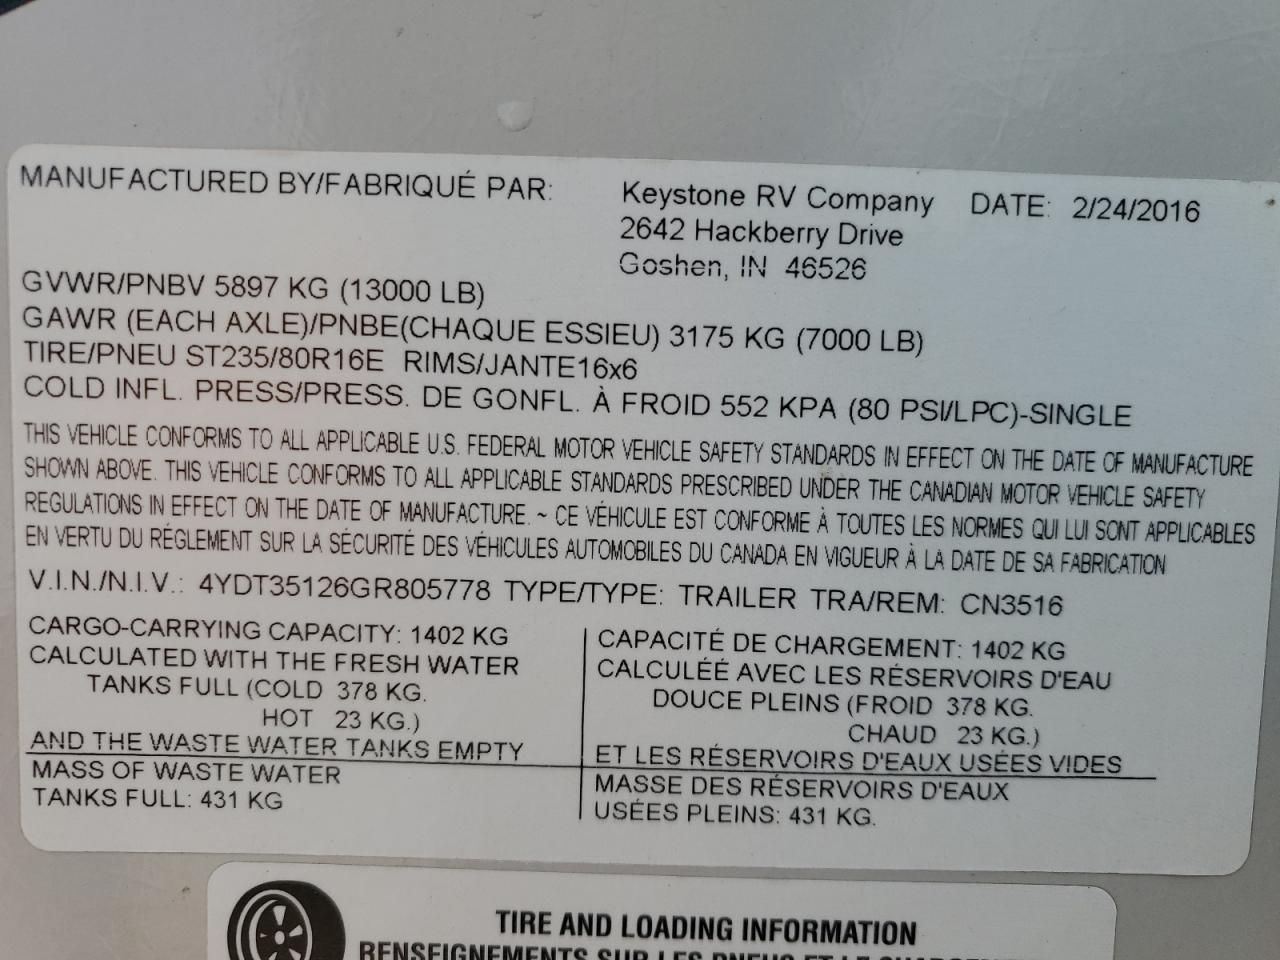 MANUFACTURED BY/FABRIQUÉ PAR: Keystone RV Company DATE: 2/24/2016
2642 Hackberry Drive
Goshen, IN 46526
GVWR/PNBV 5897 KG (13000 LB)
GAWR (EACH AXLE)/PNBE(CHAQUE ESSIEU) 3175 KG (7000 LB)
TIRE/PNEU ST235/80R16E RIMS/JANTE16x6
COLD INFL. PRESS/PRESS. DE GONFL. À FROID 552 KPA (80 PSI/LPC)-SINGLE
THIS VEHICLE CONFORMS TO ALL APPLICABLE U.S. FEDERAL MOTOR VEHICLE SAFETY STANDARDS IN EFFECT ON THE DATE OF MANUFACTURE
SHOWN ABOVE. THIS VEHICLE CONFORMS TO ALL APPLICABLE STANDARDS PRESCRIBED UNDER THE CANADIAN MOTOR VEHICLE SAFETY
REGULATIONS IN EFFECT ON THE DATE OF MANUFACTURE. ~ CE VÉHICULE EST CONFORME À TOUTES LES NORMES QUI LUI SONT APPLICABLES
EN VERTU DU RÉGLEMENT SUR LA SÉCURITÉ DES VÉHICULES AUTOMOBILES DU CANADA EN VIGUEUR À LA DATE DE SA FABRICATION
V.I.N./N.I.V.: 4YDT35126GR805778 TYPE/TYPE: TRAILER TRA/REM: CN3516
CARGO-CARRYING CAPACITY: 1402 KG
CALCULATED WITH THE FRESH WATER
TANKS FULL (COLD 378 KG.
HOT 23 KG.)
AND THE WASTE WATER TANKS EMPTY
MASS OF WASTE WATER
TANKS FULL: 431 KG
CAPACITÉ DE CHARGEMENT: 1402 KG
CALCULÉÉ AVEC LES RÉSERVOIRS D'EAU
DOUCE PLEINS (FROID 378 KG.
CHAUD 23 KG.)
ET LES RÉSERVOIRS D'EAUX USÉES VIDES
MASSE DES RÉSERVOIRS D'EAUX
USÉES PLEINS: 431 KG.
TIRE AND LOADING INFORMATION
RENSEIGNEMENTS SUR LES PNEUS ET LE